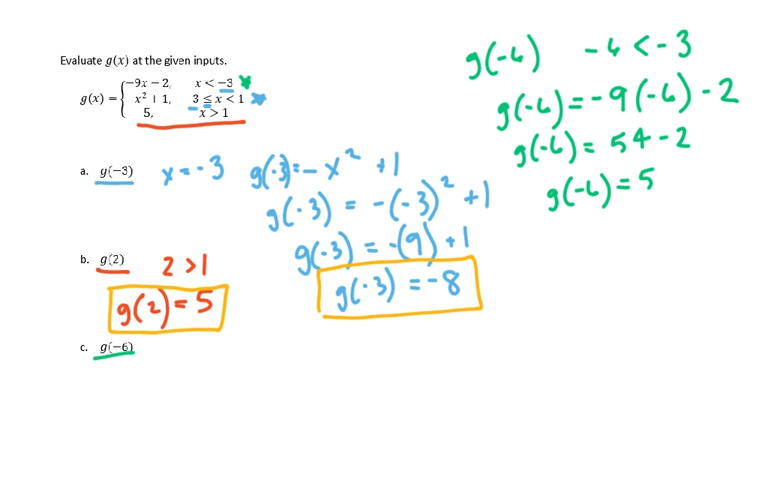 Evaluate g(x) at the given inputs.
g(x) = { −9x − 2, x < −3
x² + 1, 3 ≤ x < 1
5, x > 1
a. g(−3) x = -3 g(-3) = -x² + 1
g(-3) = -(-3)² + 1
g(-3) = -(9) + 1
g(-3) = -8
b. g(2) 2 > 1
g(2) = 5
c. g(−6)
g(-6) -6 < -3
g(-6) = -9(-6) - 2
g(-6) = 54 - 2
g(-6) = 5